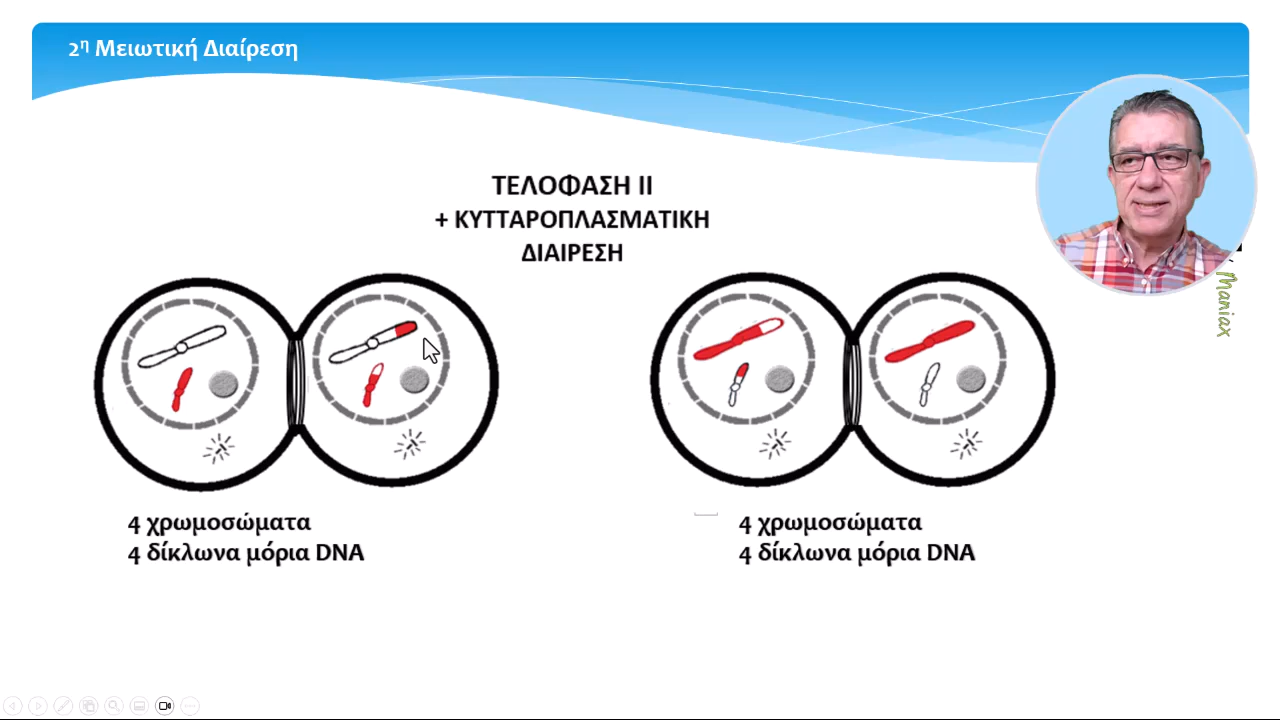 2η Μειωτική Διαίρεση
ΤΕΛΟΦΑΣΗ ΙΙ
+ ΚΥΤΤΑΡΟΠΛΑΣΜΑΤΙΚΗ
ΔΙΑΙΡΕΣΗ
Maniax
4 χρωμοσώματα
4 δίκλωνα μόρια DNA
4 χρωμοσώματα
4 δίκλωνα μόρια DNA